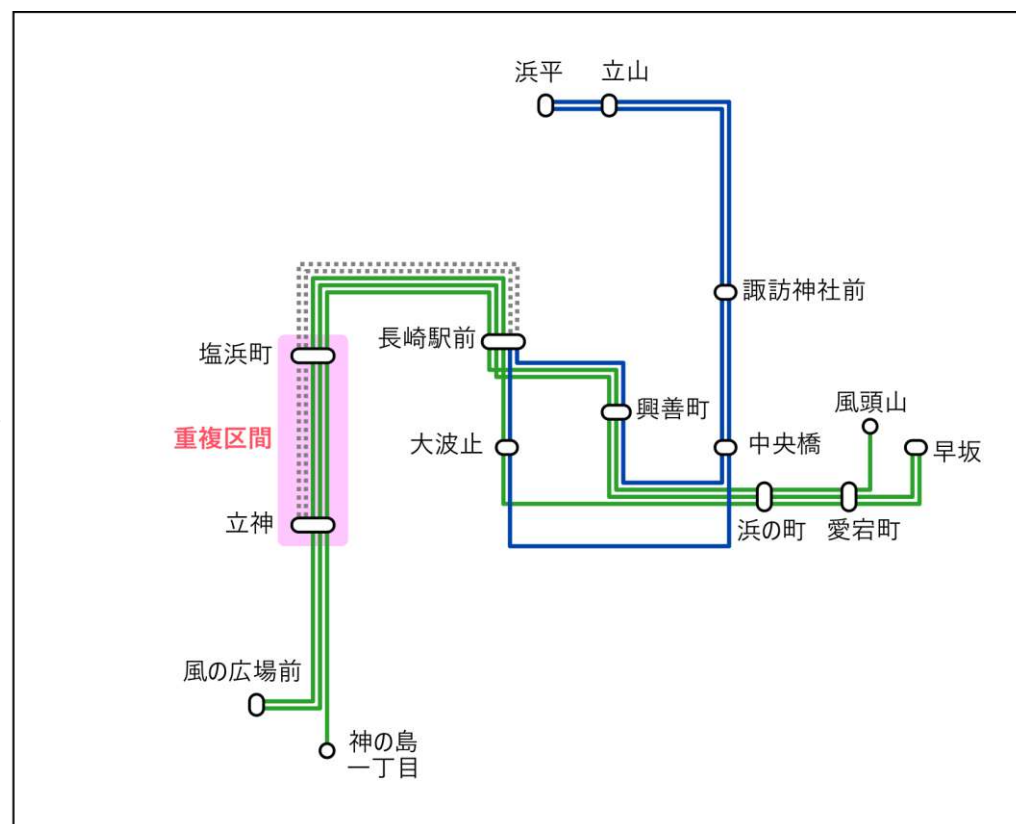 浜平
立山
諏訪神社前
塩浜町
長崎駅前
重複区間
大波止
興善町
中央橋
風頭山
早坂
立神
浜の町
愛宕町
風の広場前
神の島
一丁目